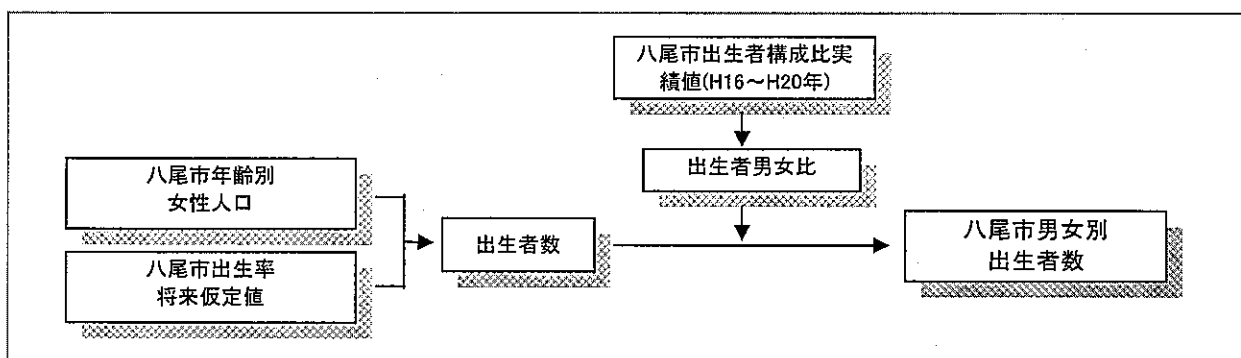 八尾市出生者構成比実
績値(H16～H20年)
出生者男女比
八尾市年齢別
女性人口
八尾市出生率
将来仮定値
出生者数
八尾市男女別
出生者数